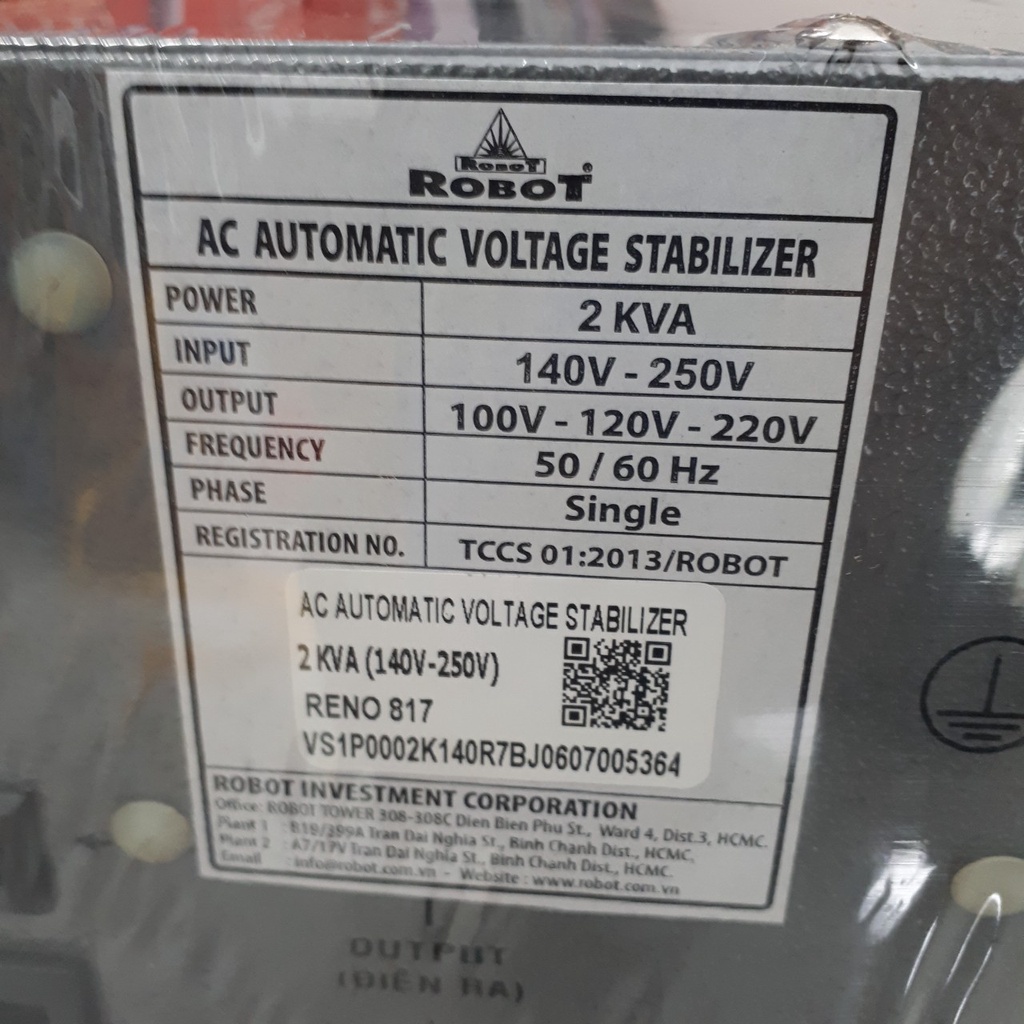 ROBOT
ROBOT®
AC AUTOMATIC VOLTAGE STABILIZER
POWER 2 KVA
INPUT 140V - 250V
OUTPUT 100V - 120V - 220V
FREQUENCY 50 / 60 Hz
PHASE Single
REGISTRATION NO. TCCS 01:2013/ROBOT
AC AUTOMATIC VOLTAGE STABILIZER
2 KVA (140V-250V)
RENO 817
VS1P0002K140R7BJ0607005364
ROBOT INVESTMENT CORPORATION
Office: ROBOT TOWER 308-308C Dien Bien Phu St., Ward 4, Dist.3, HCMC.
Plant 1 : B19/399A Tran Dai Nghia St., Binh Chanh Dist., HCMC,
Plant 2 : A7/17V Tran Dai Nghia St., Binh Chanh Dist., HCMC.
Email : info@robot.com.vn - Website : www.robot.com.vn
OUTPUT
(ĐIỆN RA)